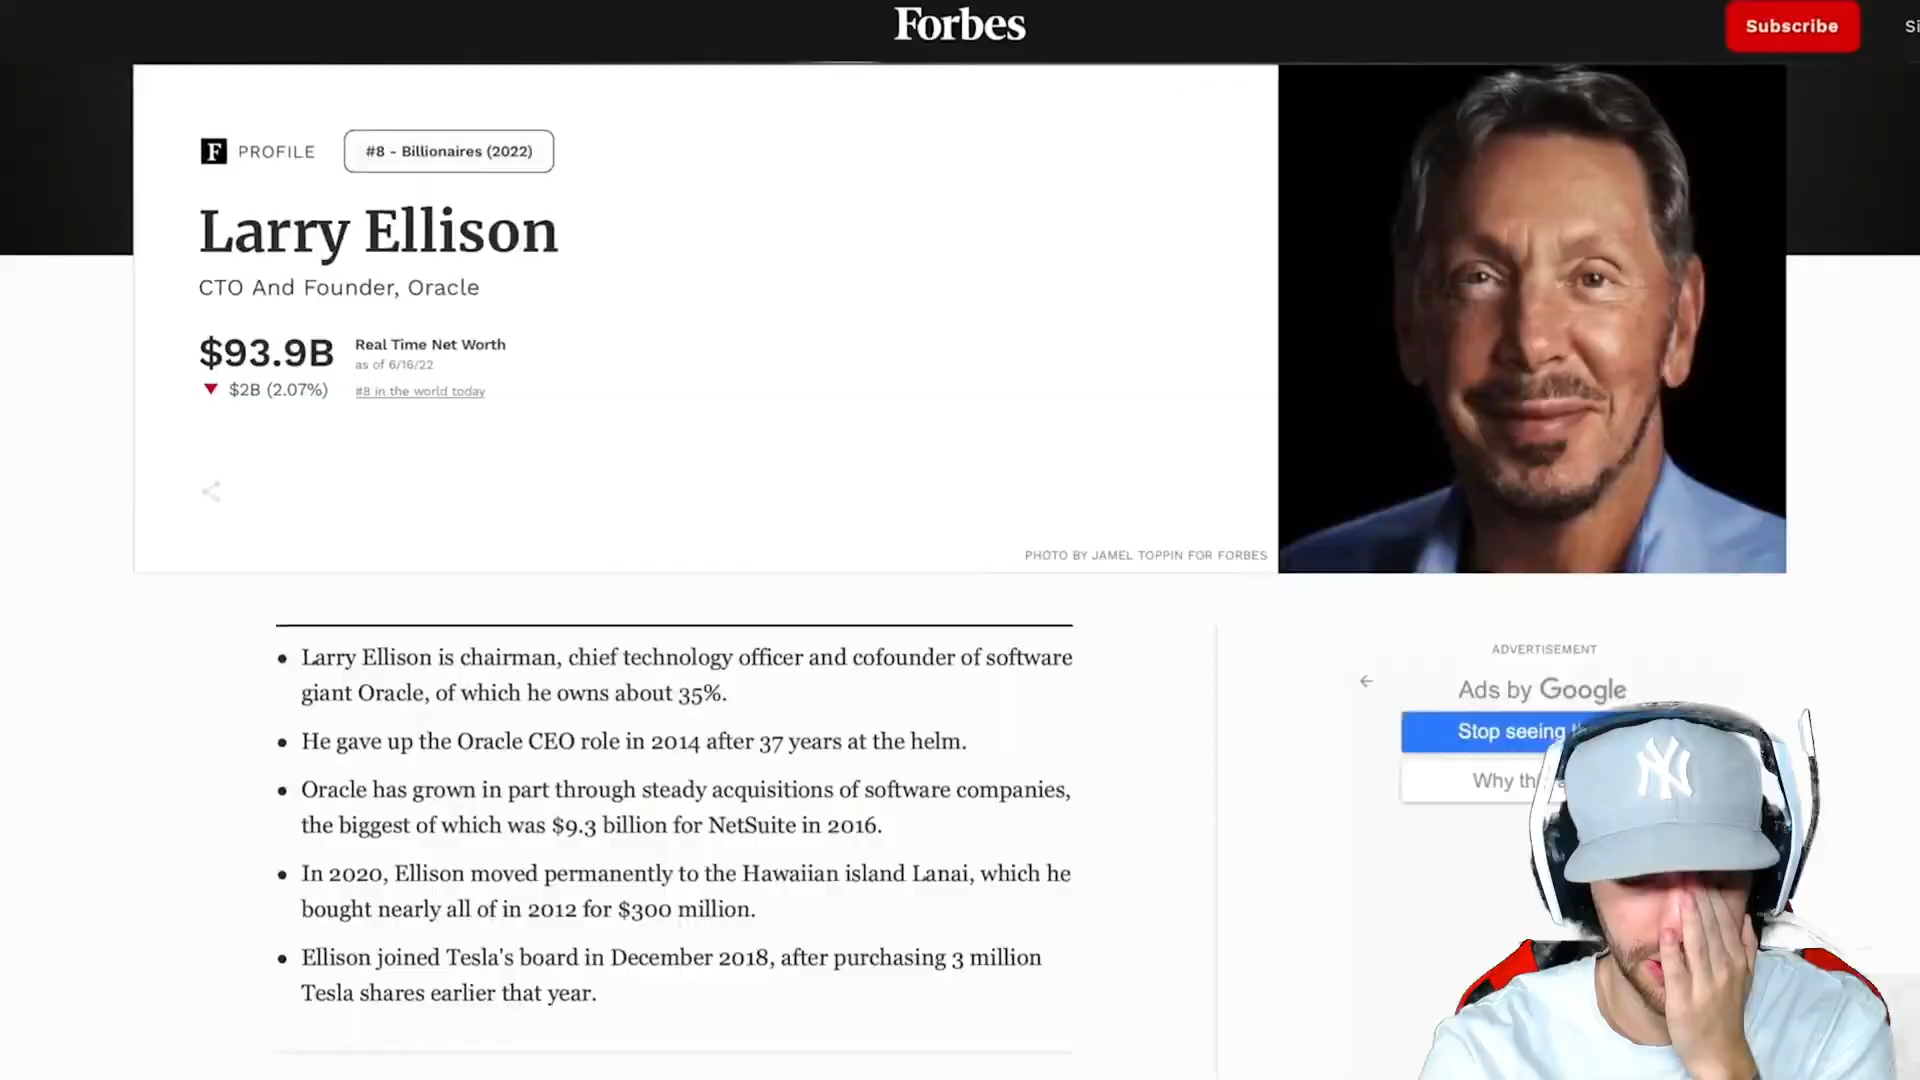 Forbes
Subscribe
Si
F PROFILE
#8 - Billionaires (2022)
Larry Ellison
CTO And Founder, Oracle
$93.9B
Real Time Net Worth
as of 6/16/22
$2B (2.07%)
#8 in the world today
PHOTO BY JAMEL TOPPIN FOR FORBES
Larry Ellison is chairman, chief technology officer and cofounder of software
giant Oracle, of which he owns about 35%.
He gave up the Oracle CEO role in 2014 after 37 years at the helm.
Oracle has grown in part through steady acquisitions of software companies,
the biggest of which was $9.3 billion for NetSuite in 2016.
In 2020, Ellison moved permanently to the Hawaiian island Lanai, which he
bought nearly all of in 2012 for $300 million.
Ellison joined Tesla's board in December 2018, after purchasing 3 million
Tesla shares earlier that year.
ADVERTISEMENT
Ads by Google
Stop seeing
Why
NY